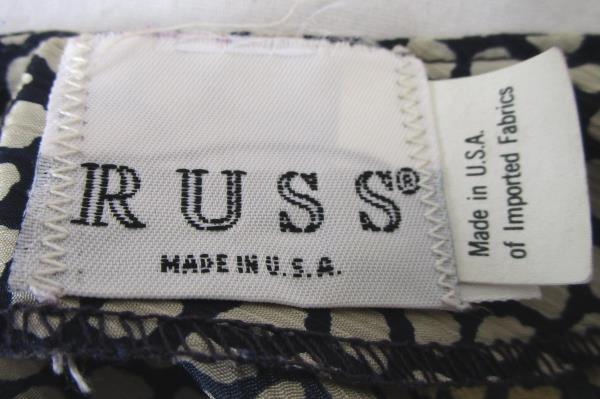 RUSS®
MADE IN U.S.A.
Made in U.S.A.
of Imported Fabrics